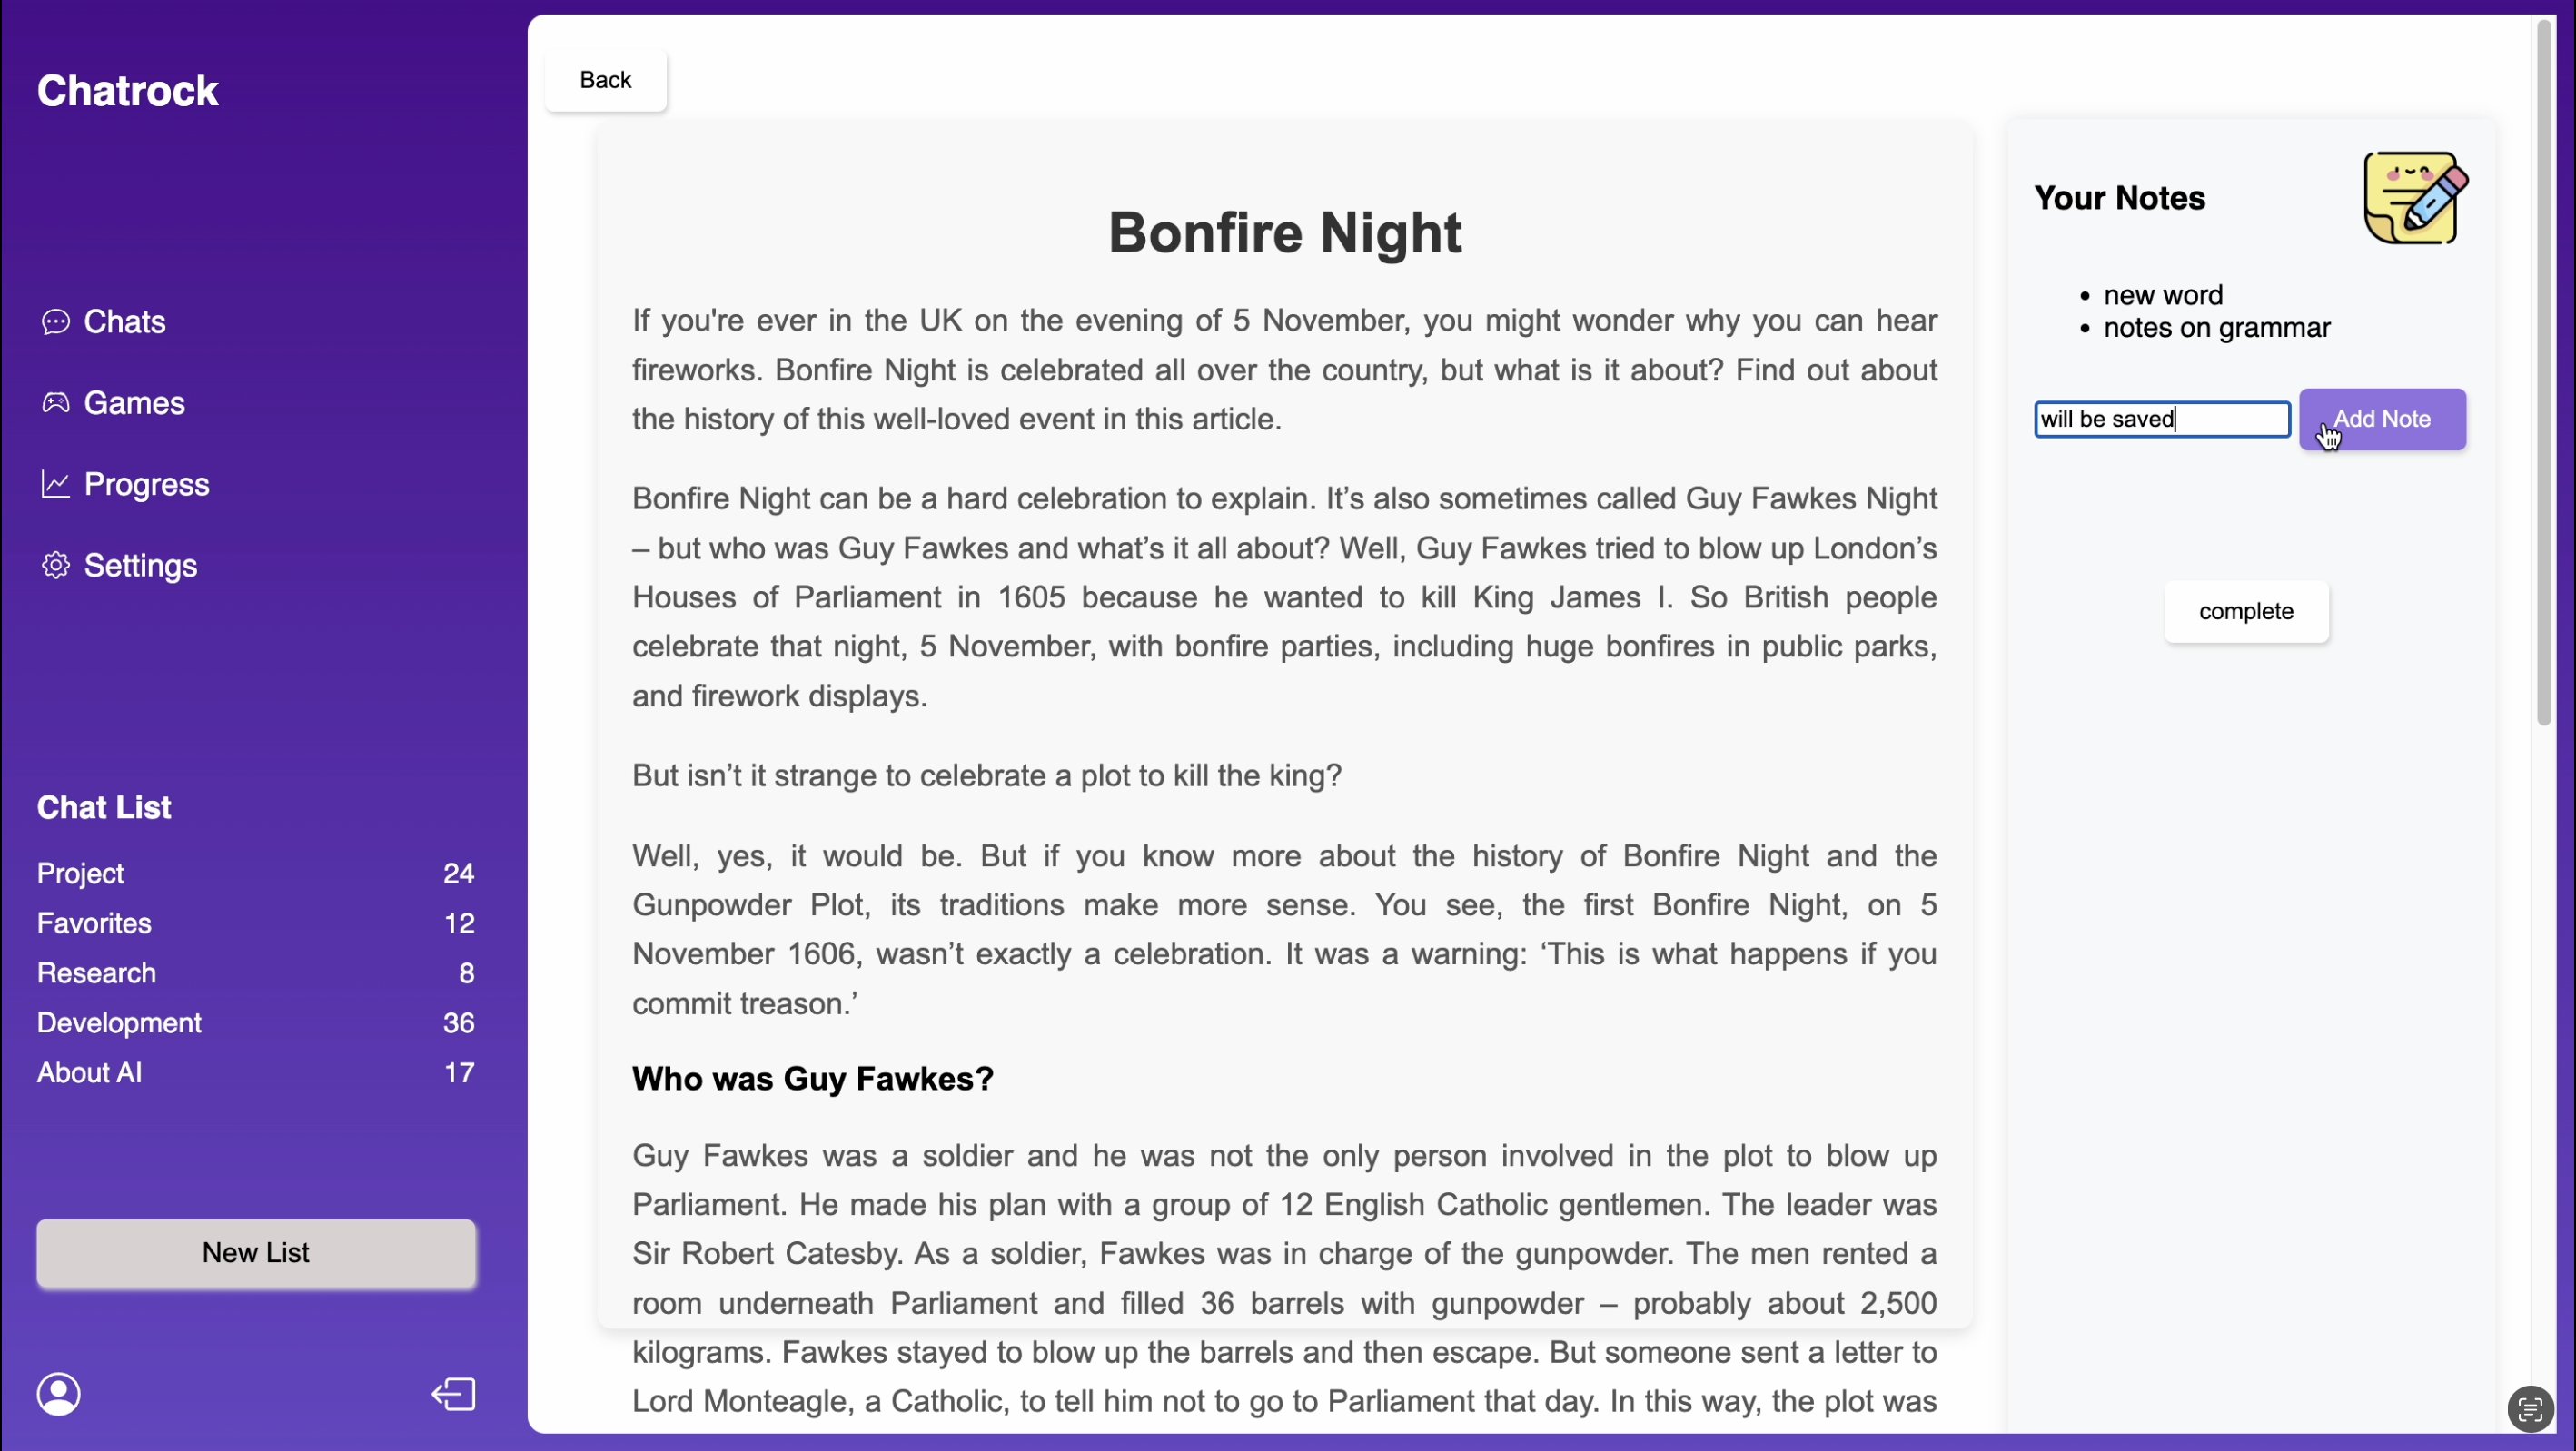 Chatrock
Chats
Games
Progress
Settings
Chat List
Project 24
Favorites 12
Research 8
Development 36
About AI 17
New List
Back
Bonfire Night
If you're ever in the UK on the evening of 5 November, you might wonder why you can hear
fireworks. Bonfire Night is celebrated all over the country, but what is it about? Find out about
the history of this well-loved event in this article.
Bonfire Night can be a hard celebration to explain. It’s also sometimes called Guy Fawkes Night
– but who was Guy Fawkes and what’s it all about? Well, Guy Fawkes tried to blow up London’s
Houses of Parliament in 1605 because he wanted to kill King James I. So British people
celebrate that night, 5 November, with bonfire parties, including huge bonfires in public parks,
and firework displays.
But isn’t it strange to celebrate a plot to kill the king?
Well, yes, it would be. But if you know more about the history of Bonfire Night and the
Gunpowder Plot, its traditions make more sense. You see, the first Bonfire Night, on 5
November 1606, wasn’t exactly a celebration. It was a warning: ‘This is what happens if you
commit treason.’
Who was Guy Fawkes?
Guy Fawkes was a soldier and he was not the only person involved in the plot to blow up
Parliament. He made his plan with a group of 12 English Catholic gentlemen. The leader was
Sir Robert Catesby. As a soldier, Fawkes was in charge of the gunpowder. The men rented a
room underneath Parliament and filled 36 barrels with gunpowder – probably about 2,500
kilograms. Fawkes stayed to blow up the barrels and then escape. But someone sent a letter to
Lord Monteagle, a Catholic, to tell him not to go to Parliament that day. In this way, the plot was
Your Notes
• new word
• notes on grammar
will be saved
Add Note
complete